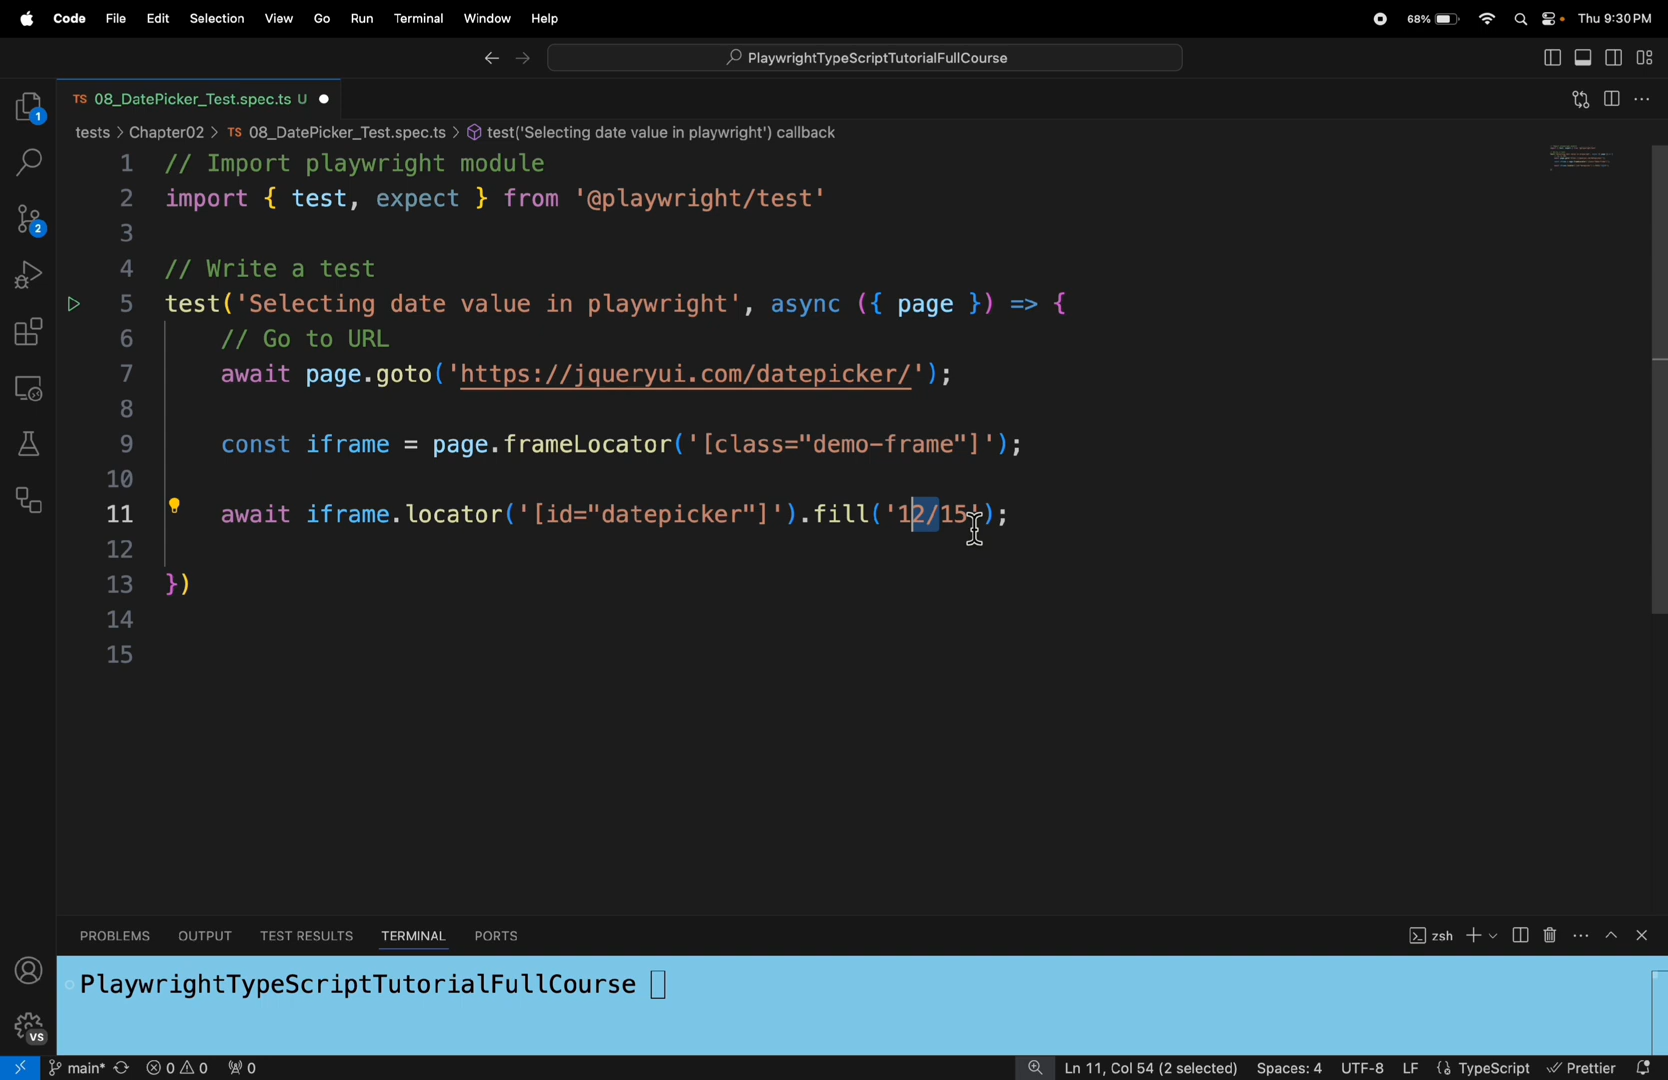 Code File Edit Selection View Go Run Terminal Window Help 68% Thu 9:30 PM
PlaywrightTypeScriptTutorialFullCourse
TS 08_DatePicker_Test.spec.ts U
tests > Chapter02 > TS 08_DatePicker_Test.spec.ts > test('Selecting date value in playwright') callback
1 // Import playwright module
2 import { test, expect } from '@playwright/test'
3
4 // Write a test
5 test('Selecting date value in playwright', async ({ page }) => {
6 // Go to URL
7 await page.goto('https://jqueryui.com/datepicker/');
8
9 const iframe = page.frameLocator('[class="demo-frame"]');
10
11 await iframe.locator('[id="datepicker"]').fill('12/15');
12
13 })
14
15
1
2
VS
PROBLEMS OUTPUT TEST RESULTS TERMINAL PORTS zsh
PlaywrightTypeScriptTutorialFullCourse
main* 0 0 0 Ln 11, Col 54 (2 selected) Spaces: 4 UTF-8 LF TypeScript Prettier